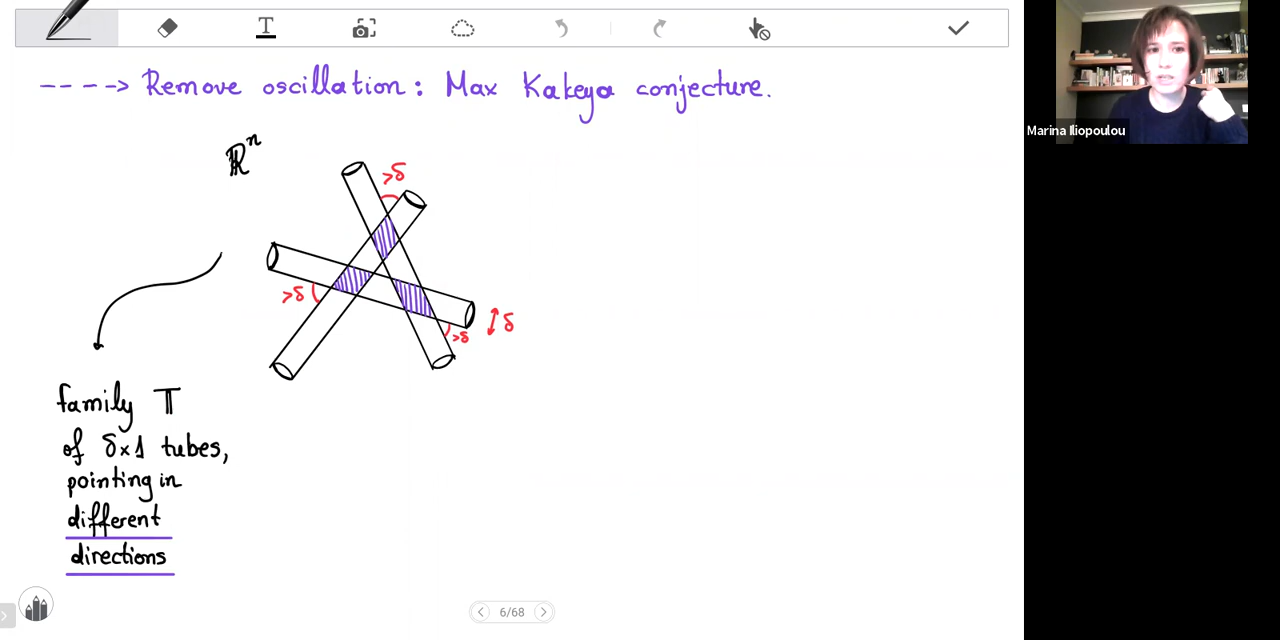 T
----> Remove oscillation: Max Kakeya conjecture.
Marina Iliopoulou
ℝⁿ
>δ
>δ
δ
>δ
family 𝕋
of δ×1 tubes,
pointing in
different
directions
6/68